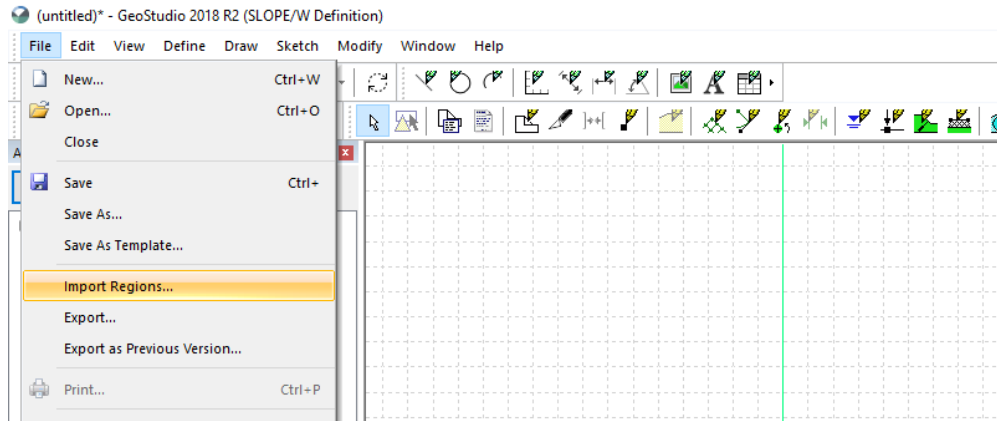 (untitled)* - GeoStudio 2018 R2 (SLOPE/W Definition)
File Edit View Define Draw Sketch Modify Window Help
New... Ctrl+W
Open... Ctrl+O
Close
Save Ctrl+
Save As...
Save As Template...
Import Regions...
Export...
Export as Previous Version...
Print... Ctrl+P